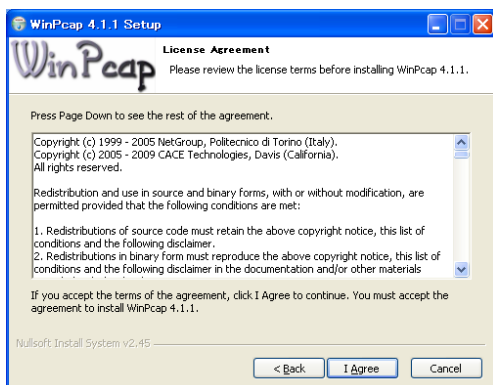 WinPcap 4.1.1 Setup
WinPcap
License Agreement
Please review the license terms before installing WinPcap 4.1.1.
Press Page Down to see the rest of the agreement.
Copyright (c) 1999 - 2005 NetGroup, Politecnico di Torino (Italy).
Copyright (c) 2005 - 2009 CACE Technologies, Davis (California).
All rights reserved.
Redistribution and use in source and binary forms, with or without modification, are
permitted provided that the following conditions are met:
1. Redistributions of source code must retain the above copyright notice, this list of
conditions and the following disclaimer.
2. Redistributions in binary form must reproduce the above copyright notice, this list of
conditions and the following disclaimer in the documentation and/or other materials
If you accept the terms of the agreement, click I Agree to continue. You must accept the
agreement to install WinPcap 4.1.1.
Nullsoft Install System v2.45
< Back
I Agree
Cancel